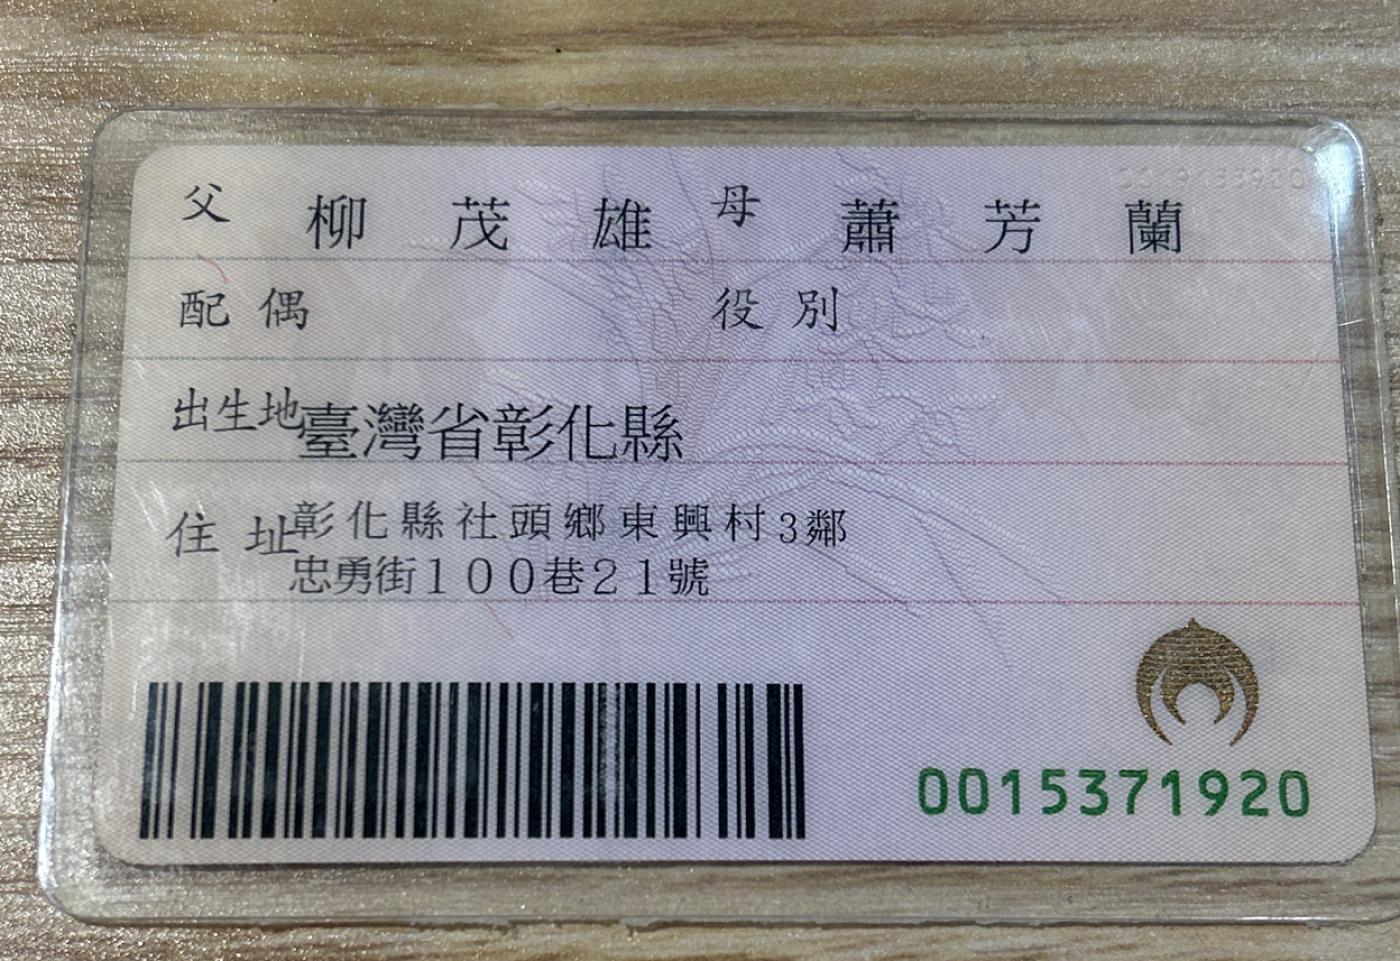 父 柳茂雄 母 蕭芳蘭
配偶 役別
出生地 臺灣省彰化縣
住址 彰化縣社頭鄉東興村3鄰
忠勇街100巷21號
0015371920